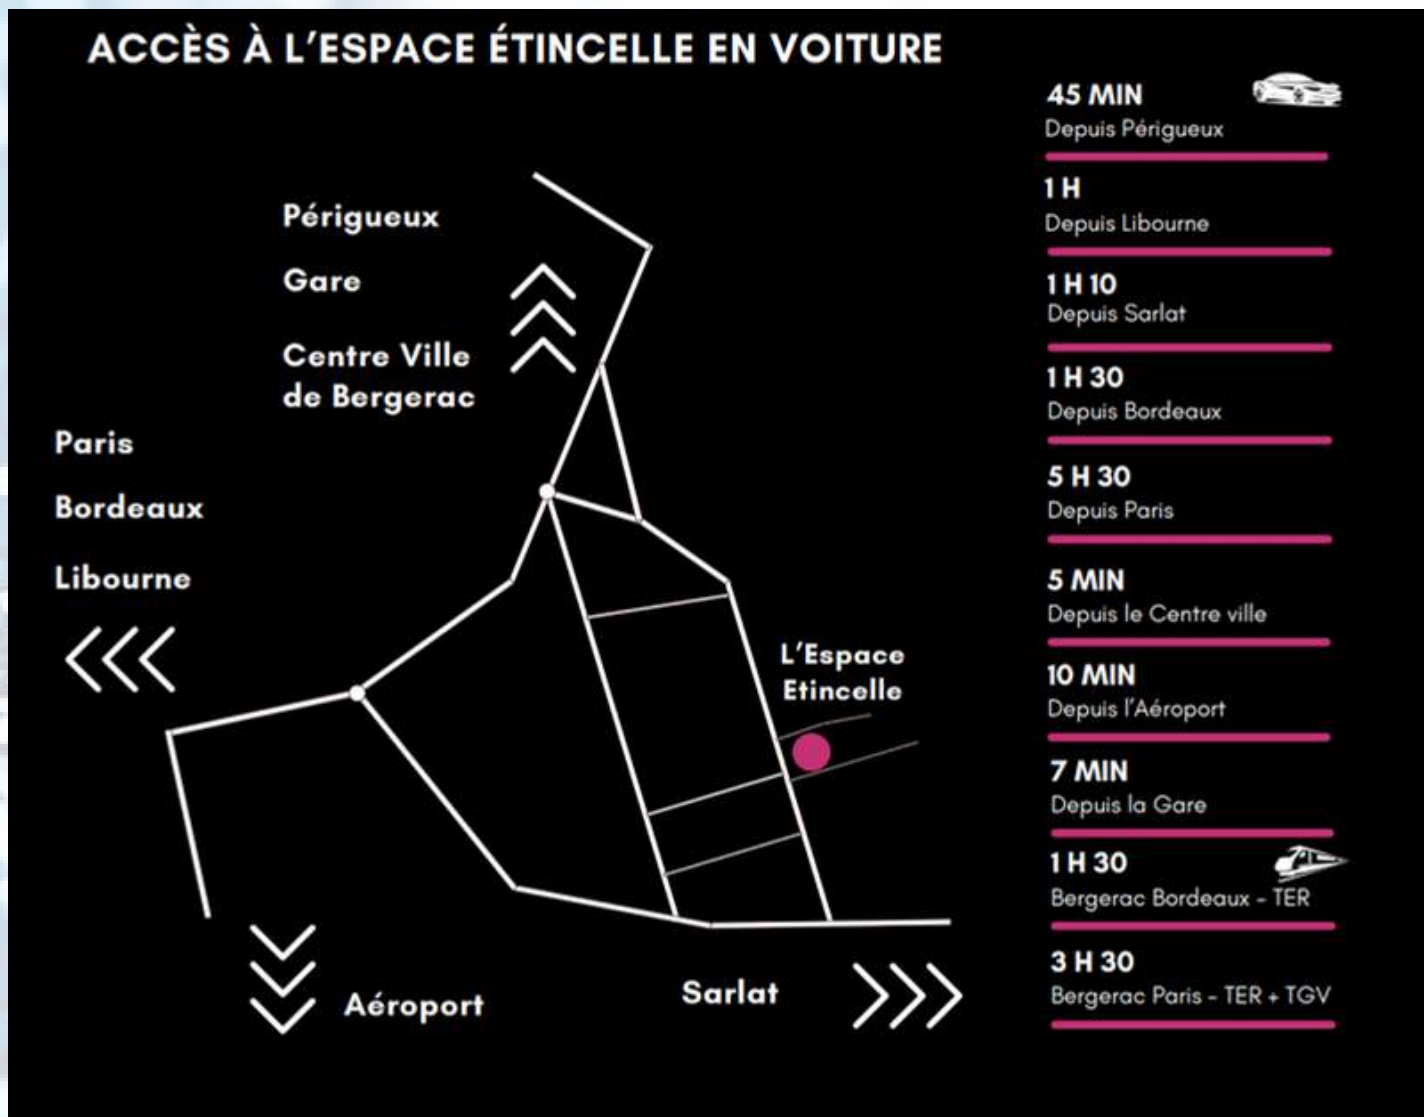 ACCÈS À L'ESPACE ÉTINCELLE EN VOITURE
Périgueux
Gare
Centre Ville
de Bergerac
Paris
Bordeaux
Libourne
L'Espace
Etincelle
Aéroport
Sarlat
45 MIN
Depuis Périgueux
1 H
Depuis Libourne
1 H 10
Depuis Sarlat
1 H 30
Depuis Bordeaux
5 H 30
Depuis Paris
5 MIN
Depuis le Centre ville
10 MIN
Depuis l'Aéroport
7 MIN
Depuis la Gare
1 H 30
Bergerac Bordeaux - TER
3 H 30
Bergerac Paris - TER + TGV